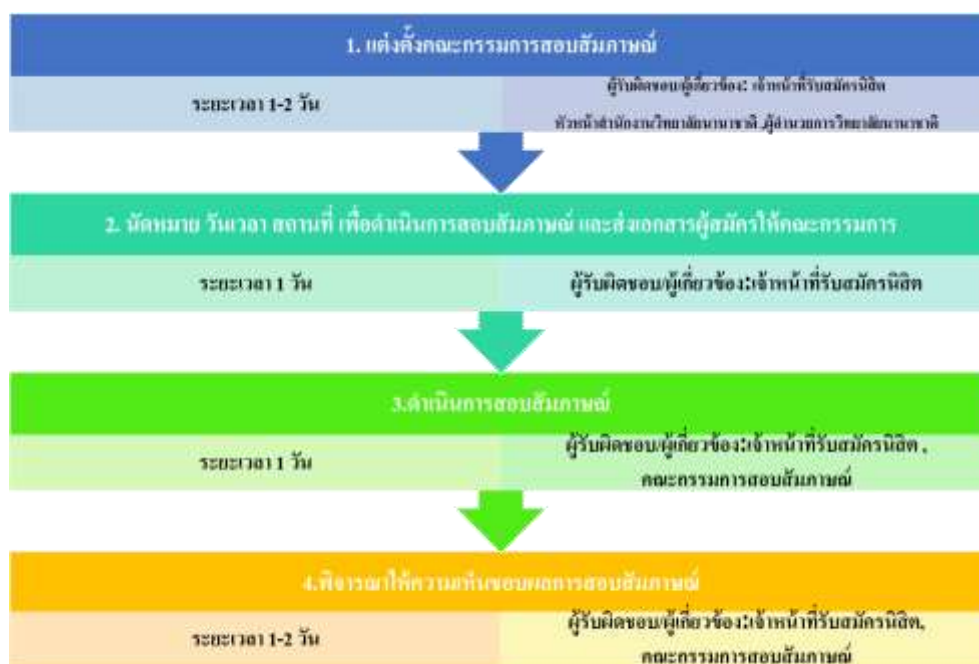 1. แต่งตั้งคณะกรรมการสอบสัมภาษณ์
ระยะเวลา 1-2 วัน
ผู้รับผิดชอบ/ผู้เกี่ยวข้อง: เจ้าหน้าที่รับสมัครนิสิต
หัวหน้าสำนักงานวิทยาลัยนานาชาติ ,ผู้อำนวยการวิทยาลัยนานาชาติ
2. นัดหมาย วันเวลา สถานที่ เพื่อดำเนินการสอบสัมภาษณ์ และส่งเอกสารผู้สมัครให้คณะกรรมการ
ระยะเวลา 1 วัน
ผู้รับผิดชอบ/ผู้เกี่ยวข้อง:เจ้าหน้าที่รับสมัครนิสิต
3.ดำเนินการสอบสัมภาษณ์
ระยะเวลา 1 วัน
ผู้รับผิดชอบ/ผู้เกี่ยวข้อง:เจ้าหน้าที่รับสมัครนิสิต ,
คณะกรรมการสอบสัมภาษณ์
4.พิจารณาให้ความเห็นชอบผลการสอบสัมภาษณ์
ระยะเวลา 1-2 วัน
ผู้รับผิดชอบ/ผู้เกี่ยวข้อง:เจ้าหน้าที่รับสมัครนิสิต,
คณะกรรมการสอบสัมภาษณ์